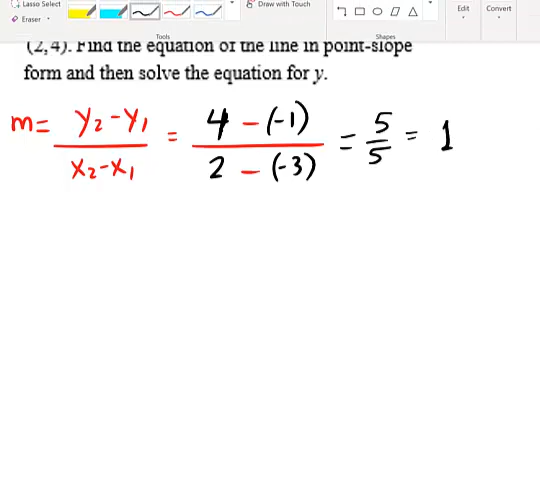 Lasso Select
Eraser
Draw with Touch
Edit
Convert
Tools
Shapes
(2,4). Find the equation of the line in point-slope
form and then solve the equation for y.
m= y₂-y₁ / x₂-x₁ = 4-(-1) / 2-(-3) = 5/5 = 1